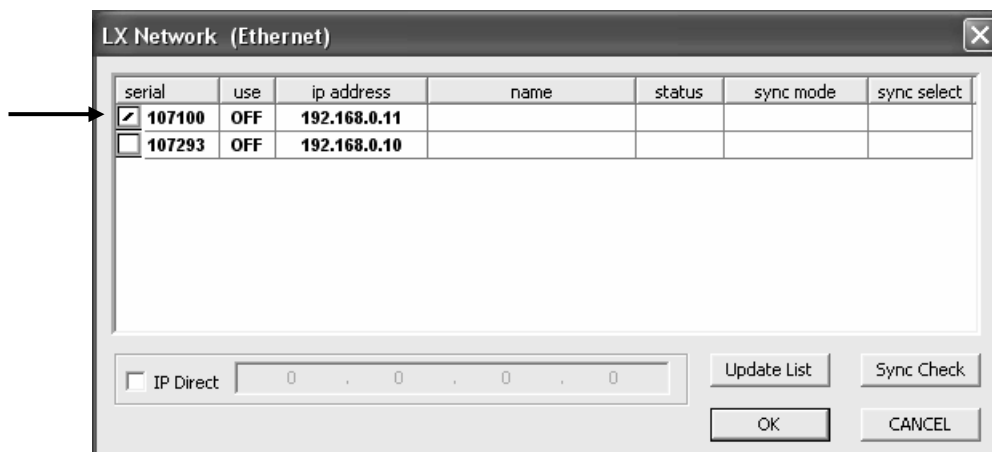 LX Network (Ethernet)
serial use ip address name status sync mode sync select
107100 OFF 192.168.0.11
107293 OFF 192.168.0.10
IP Direct 0 . 0 . 0 . 0 Update List Sync Check
OK CANCEL